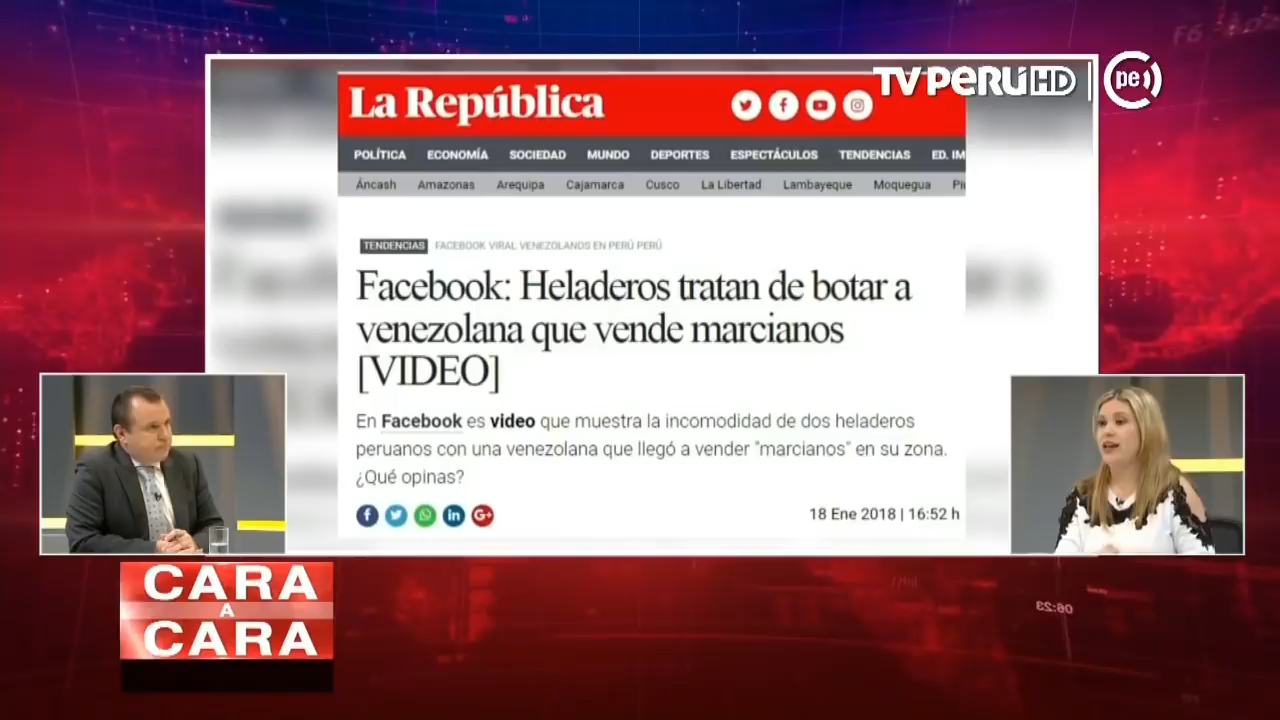 TV PERÚ HD
pe
La República
POLÍTICA ECONOMÍA SOCIEDAD MUNDO DEPORTES ESPECTÁCULOS TENDENCIAS ED. IM
Áncash Amazonas Arequipa Cajamarca Cusco La Libertad Lambayeque Moquegua
TENDENCIAS FACEBOOK VIRAL VENEZOLANOS EN PERÚ PERÚ
Facebook: Heladeros tratan de botar a
venezolana que vende marcianos
[VIDEO]
En Facebook es video que muestra la incomodidad de dos heladeros
peruanos con una venezolana que llegó a vender "marcianos" en su zona.
¿Qué opinas?
18 Ene 2018 | 16:52 h
CARA
A
CARA